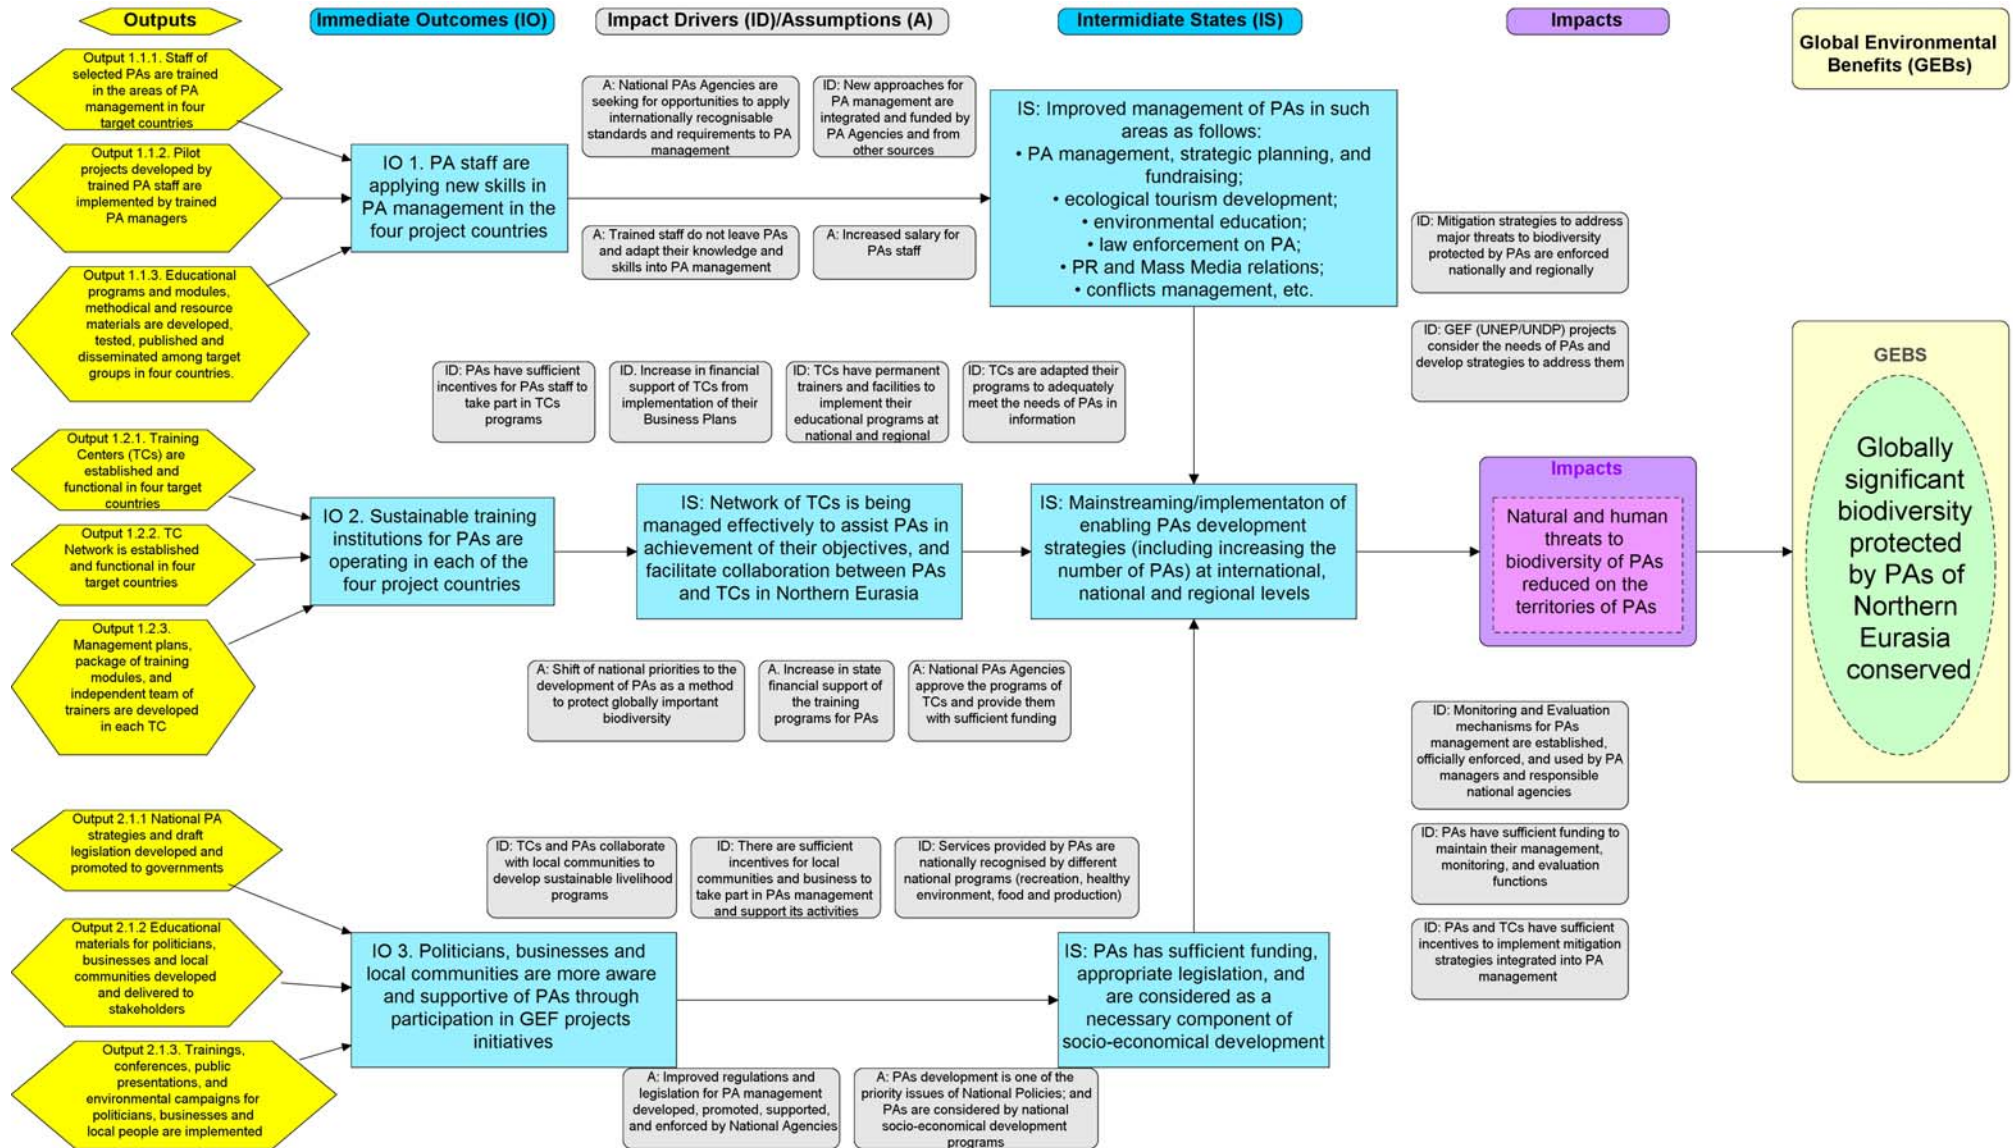 Outputs
Immediate Outcomes (IO)
Impact Drivers (ID)/Assumptions (A)
Intermidiate States (IS)
Impacts
Global Environmental
Benefits (GEBs)
Output 1.1.1. Staff of
selected PAs are trained
in the areas of PA
management in four
target countries
Output 1.1.2. Pilot
projects developed by
trained PA staff are
implemented by trained
PA managers
Output 1.1.3. Educational
programs and modules,
methodical and resource
materials are developed,
tested, published and
disseminated among target
groups in four countries.
IO 1. PA staff are
applying new skills in
PA management in the
four project countries
A: National PAs Agencies are
seeking for opportunities to apply
internationally recognisable
standards and requirements to PA
management
ID: New approaches for
PA management are
integrated and funded by
PA Agencies and from
other sources
A: Trained staff do not leave PAs
and adapt their knowledge and
skills into PA management
A: Increased salary for
PAs staff
IS: Improved management of PAs in such
areas as follows:
• PA management, strategic planning, and
fundraising;
• ecological tourism development;
• environmental education;
• law enforcement on PA;
• PR and Mass Media relations;
• conflicts management, etc.
ID: Mitigation strategies to address
major threats to biodiversity
protected by PAs are enforced
nationally and regionally
ID: GEF (UNEP/UNDP) projects
consider the needs of PAs and
develop strategies to address them
ID: PAs have sufficient
incentives for PAs staff to
take part in TCs
programs
ID. Increase in financial
support of TCs from
implementation of their
Business Plans
ID: TCs have permanent
trainers and facilities to
implement their
educational programs at
national and regional
ID: TCs are adapted their
programs to adequately
meet the needs of PAs in
information
Output 1.2.1. Training
Centers (TCs) are
established and
functional in four target
countries
Output 1.2.2. TC
Network is established
and functional in four
target countries
Output 1.2.3.
Management plans,
package of training
modules, and
independent team of
trainers are developed
in each TC
IO 2. Sustainable training
institutions for PAs are
operating in each of the
four project countries
IS: Network of TCs is being
managed effectively to assist PAs in
achievement of their objectives, and
facilitate collaboration between PAs
and TCs in Northern Eurasia
IS: Mainstreaming/implementaton of
enabling PAs development
strategies (including increasing the
number of PAs) at international,
national and regional levels
Impacts
Natural and human
threats to
biodiversity of PAs
reduced on the
territories of PAs
GEBS
Globally
significant
biodiversity
protected
by PAs of
Northern
Eurasia
conserved
A: Shift of national priorities to the
development of PAs as a method
to protect globally important
biodiversity
A. Increase in state
financial support of
the training
programs for PAs
A: National PAs Agencies
approve the programs of
TCs and provide them
with sufficient funding
ID: Monitoring and Evaluation
mechanisms for PAs
management are established,
officially enforced, and used by PA
managers and responsible
national agencies
ID: PAs have sufficient funding to
maintain their management,
monitoring, and evaluation
functions
ID: PAs and TCs have sufficient
incentives to implement mitigation
strategies integrated into PA
management
Output 2.1.1 National PA
strategies and draft
legislation developed and
promoted to governments
Output 2.1.2 Educational
materials for politicians,
businesses and local
communities developed
and delivered to
stakeholders
Output 2.1.3. Trainings,
conferences, public
presentations, and
environmental campaigns for
politicians, businesses and
local people are implemented
ID: TCs and PAs collaborate
with local communities to
develop sustainable livelihood
programs
ID: There are sufficient
incentives for local
communities and business to
take part in PAs management
and support its activities
ID: Services provided by PAs are
nationally recognised by different
national programs (recreation, healthy
environment, food and production)
IO 3. Politicians, businesses and
local communities are more aware
and supportive of PAs through
participation in GEF projects
initiatives
IS: PAs has sufficient funding,
appropriate legislation, and
are considered as a
necessary component of
socio-economical development
A: Improved regulations and
legislation for PA management
developed, promoted, supported,
and enforced by National Agencies
A: PAs development is one of the
priority issues of National Policies; and
PAs are considered by national
socio-economical development
programs